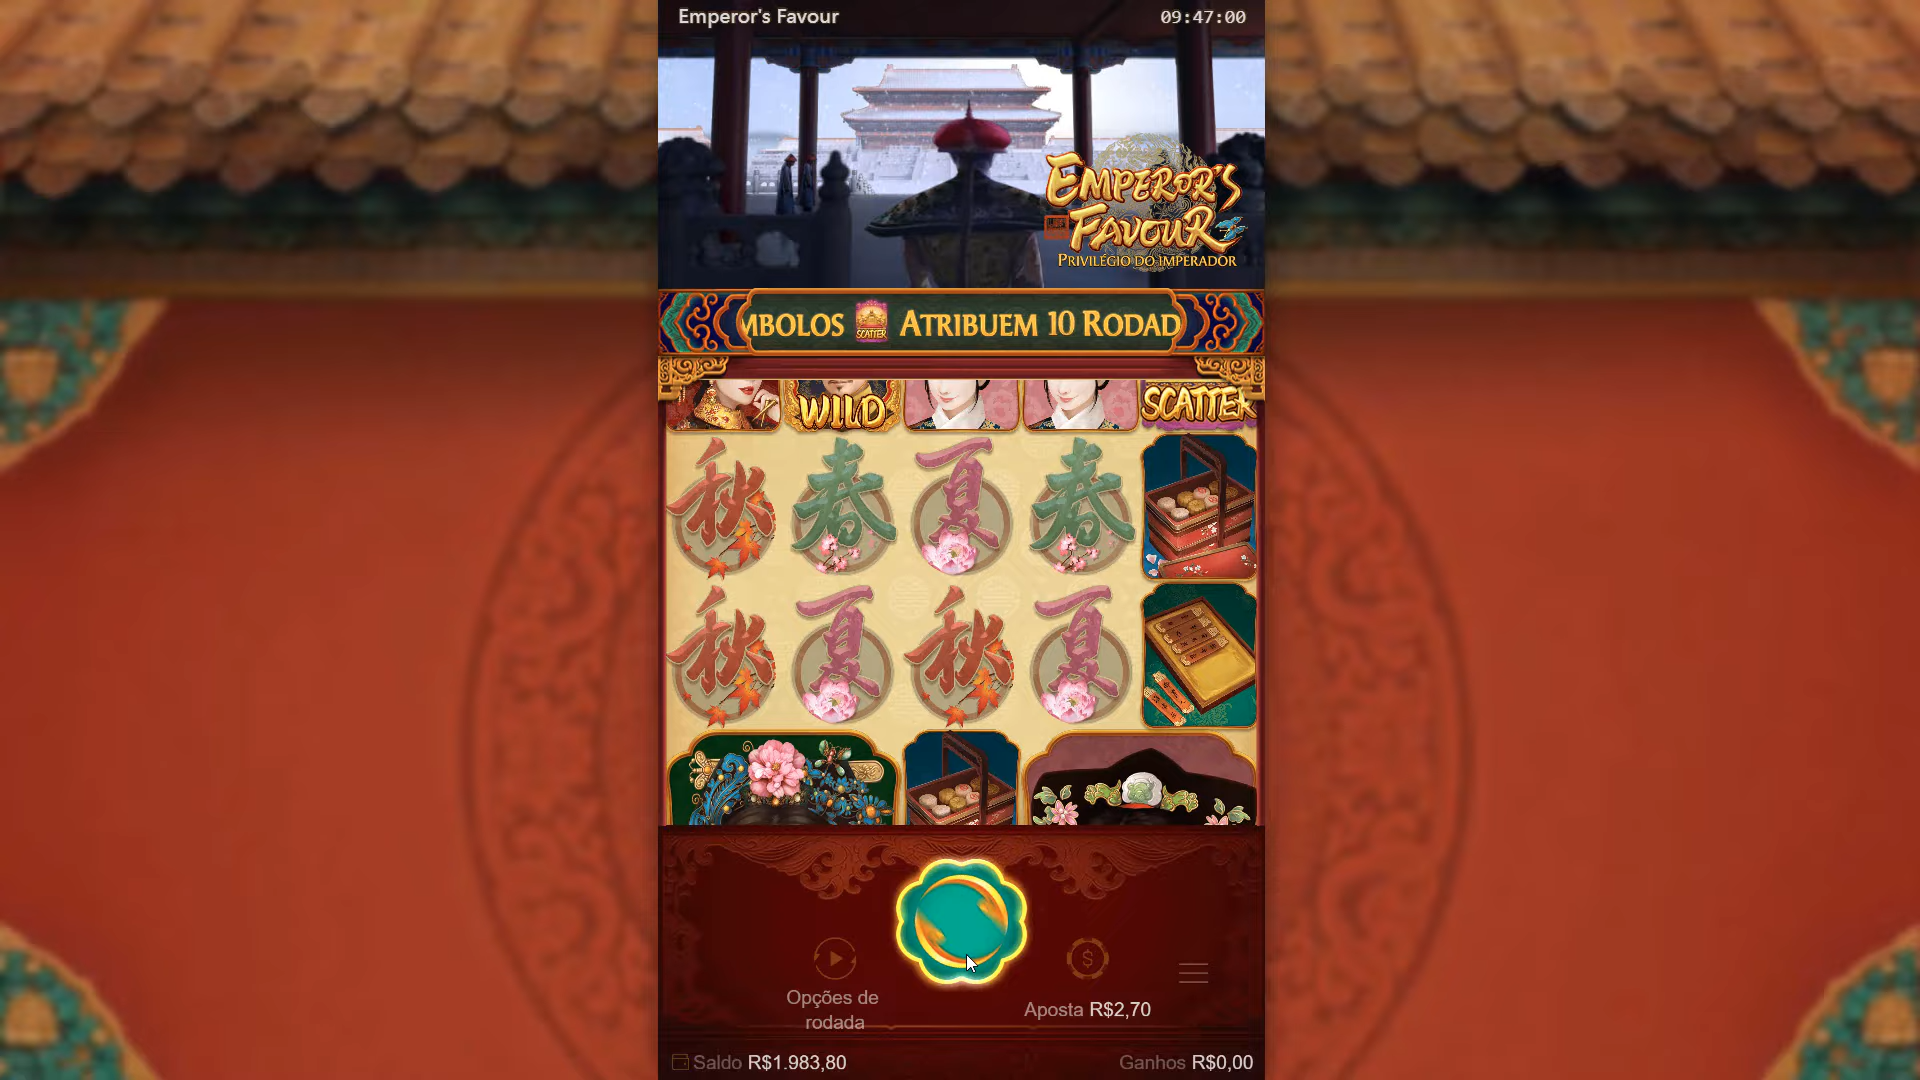 Emperor's Favour
09:47:00
EMPEROR'S
FAVOUR
PRIVILÉGIO DO IMPERADOR
MBOLOS SCATTER ATRIBUEM 10 RODAD
WILD
SCATTER
秋 春 夏 春
秋 夏 秋 夏
$
Opções de
rodada
Aposta R$2,70
Saldo R$1.983,80
Ganhos R$0,00